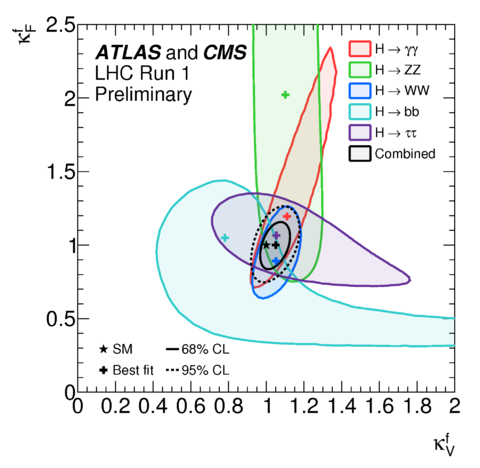 κ_F^f
2.5
2
1.5
1
0.5
0
ATLAS and CMS
LHC Run 1
Preliminary
H → γγ
H → ZZ
H → WW
H → bb
H → ττ
Combined
SM
68% CL
Best fit
95% CL
0 0.2 0.4 0.6 0.8 1 1.2 1.4 1.6 1.8 2
κ_V^f